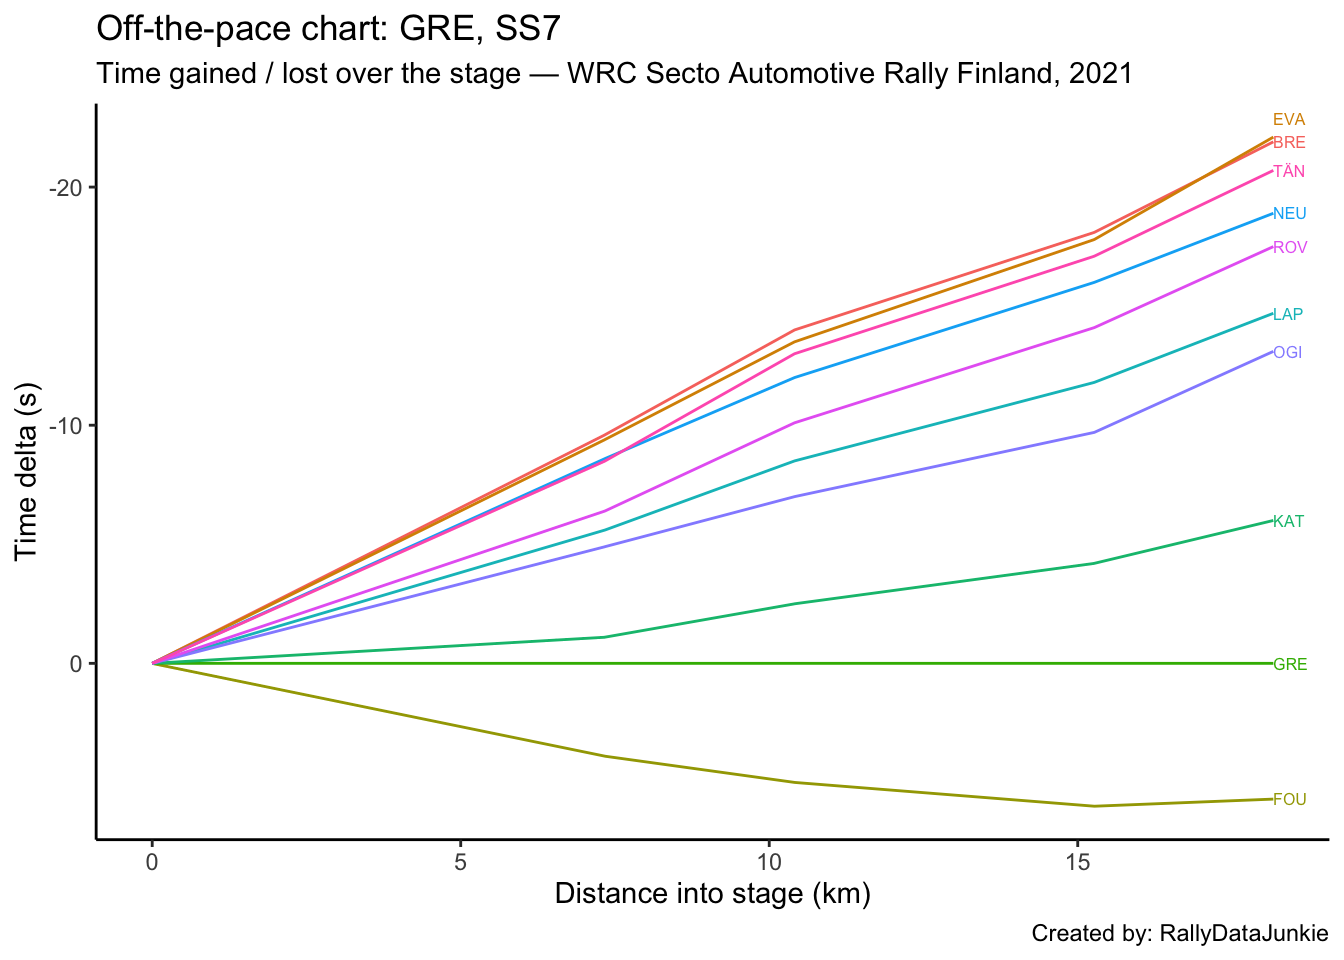 Off-the-pace chart: GRE, SS7
Time gained / lost over the stage — WRC Secto Automotive Rally Finland, 2021
EVA
BRE
TÄN
NEU
ROV
LAP
OGI
KAT
GRE
FOU
-20
-10
0
Time delta (s)
0 5 10 15
Distance into stage (km)
Created by: RallyDataJunkie